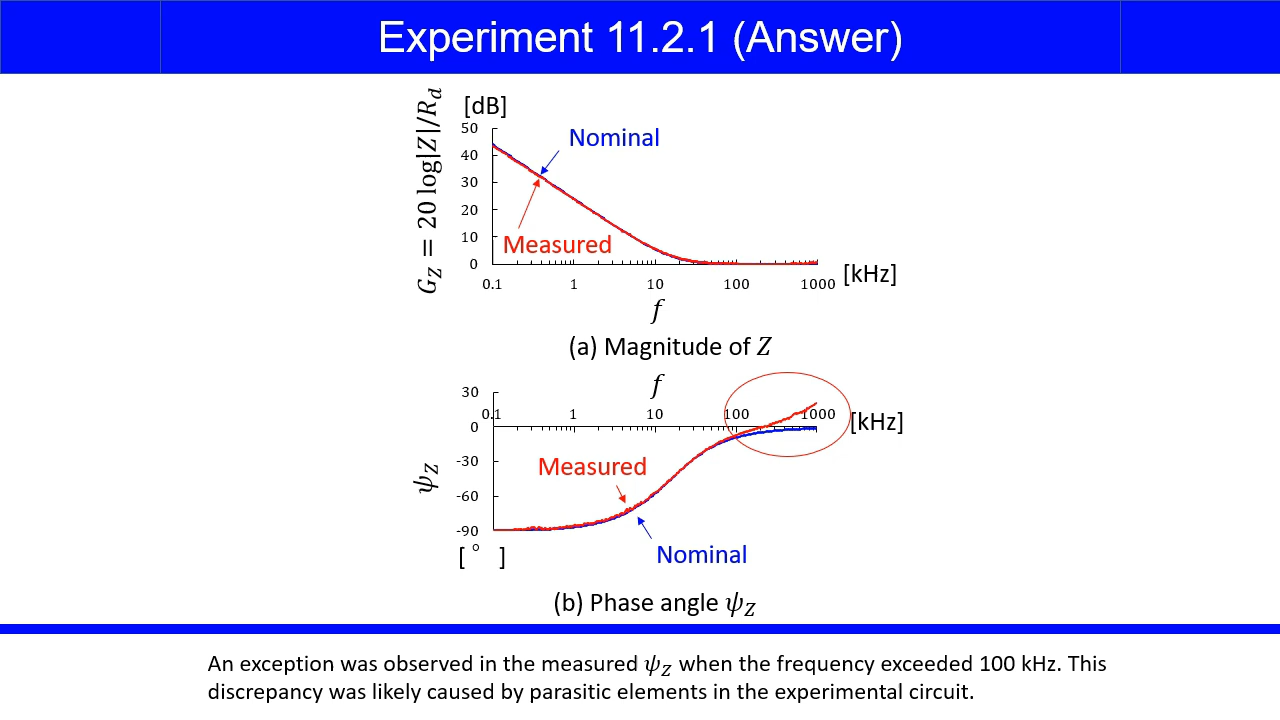 Experiment 11.2.1 (Answer)
G_Z = 20 log|Z|/R_d
[dB]
50
40
30
20
10
0
Nominal
Measured
0.1 1 10 100 1000 [kHz]
f
(a) Magnitude of Z
f
30
0.1 1 10 100 1000 [kHz]
0
-30
-60
-90
ψ_Z
Measured
Nominal
[ ° ]
(b) Phase angle ψ_Z
An exception was observed in the measured ψ_Z when the frequency exceeded 100 kHz. This
discrepancy was likely caused by parasitic elements in the experimental circuit.